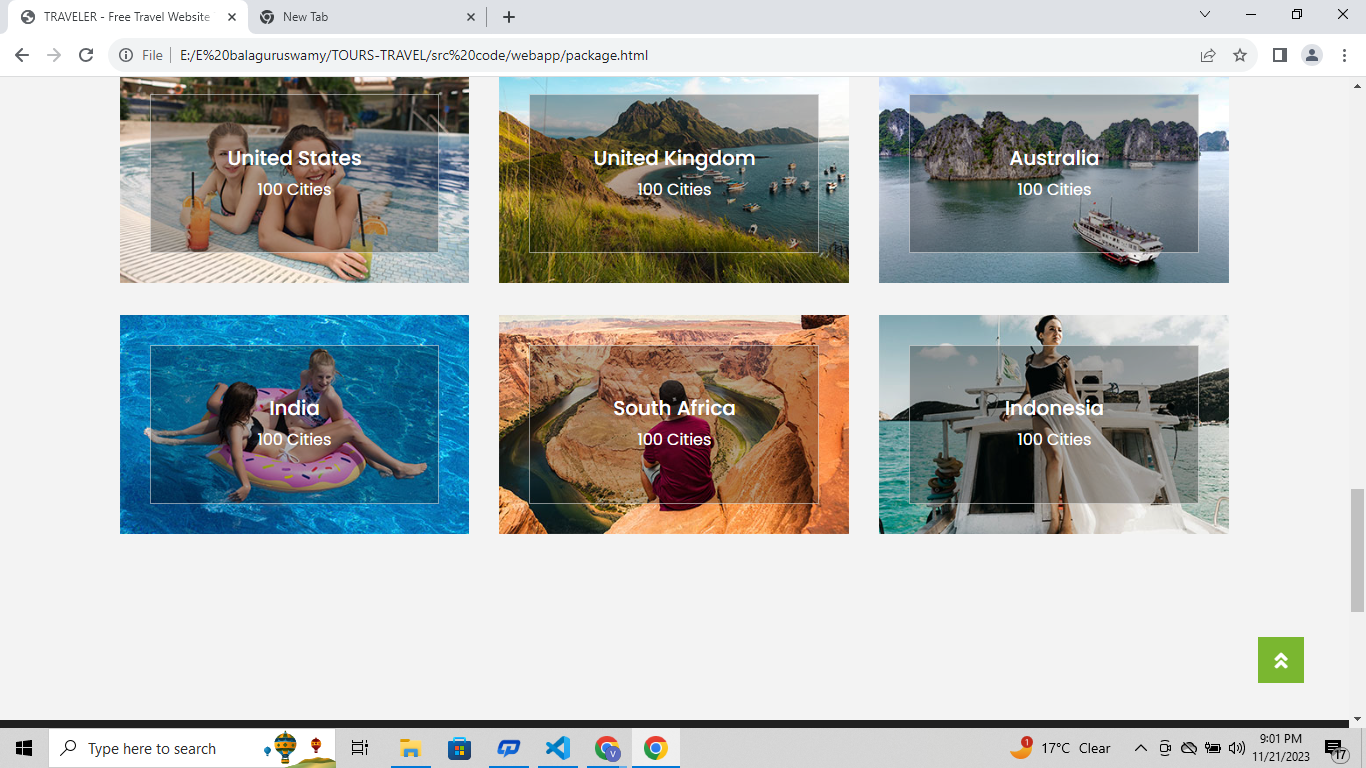 TRAVELER - Free Travel Website
New Tab
File
E:/E%20balaguruswamy/TOURS-TRAVEL/src%20code/webapp/package.html
United States
100 Cities
United Kingdom
100 Cities
Australia
100 Cities
India
100 Cities
South Africa
100 Cities
Indonesia
100 Cities
Type here to search
V
1
17°C Clear
9:01 PM
11/21/2023
17